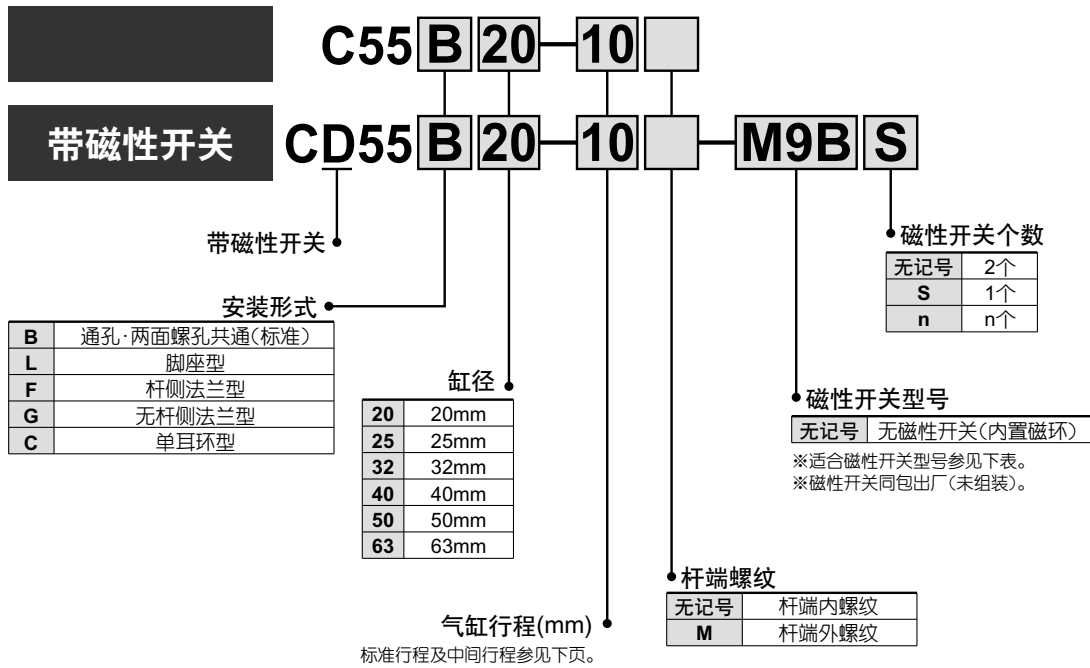 C55 B 20-10
带磁性开关 CD55 B 20-10 - M9B S
带磁性开关
磁性开关个数
无记号 2个
S 1个
n n个
安装形式
B 通孔·两面螺孔共通(标准)
L 脚座型
F 杆侧法兰型
G 无杆侧法兰型
C 单耳环型
缸径
20 20mm
25 25mm
32 32mm
40 40mm
50 50mm
63 63mm
磁性开关型号
无记号 无磁性开关(内置磁环)
※适合磁性开关型号参见下表。
※磁性开关同包出厂(未组装)。
杆端螺纹
无记号 杆端内螺纹
M 杆端外螺纹
气缸行程(mm)
标准行程及中间行程参见下页。